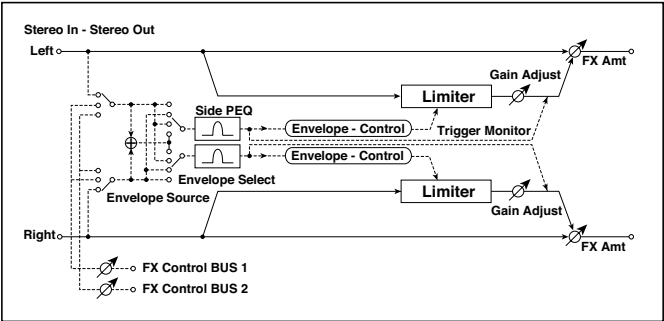 Stereo In - Stereo Out
Left
FX Amt
Gain Adjust
Limiter
Side PEQ
Envelope - Control
Trigger Monitor
Envelope - Control
Envelope Select
Envelope Source
Limiter
Gain Adjust
Right
FX Amt
FX Control BUS 1
FX Control BUS 2